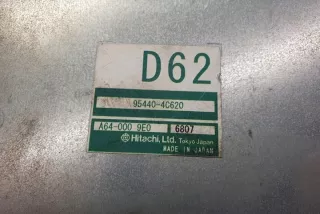 D62
95440-4C620
A64-000 9E0 6807
Hitachi, Ltd. Tokyo Japan
MADE IN JAPAN